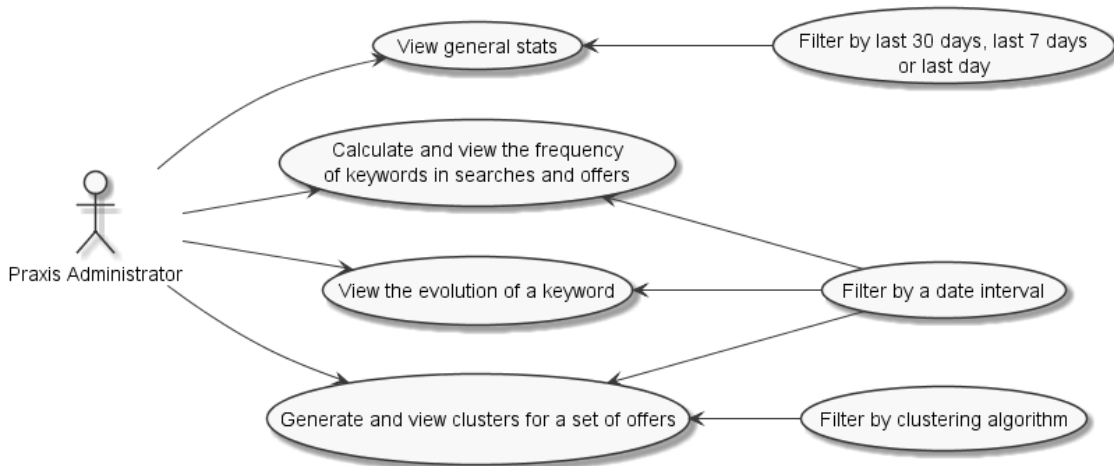 View general stats
Filter by last 30 days, last 7 days
or last day
Calculate and view the frequency
of keywords in searches and offers
Praxis Administrator
View the evolution of a keyword
Filter by a date interval
Generate and view clusters for a set of offers
Filter by clustering algorithm